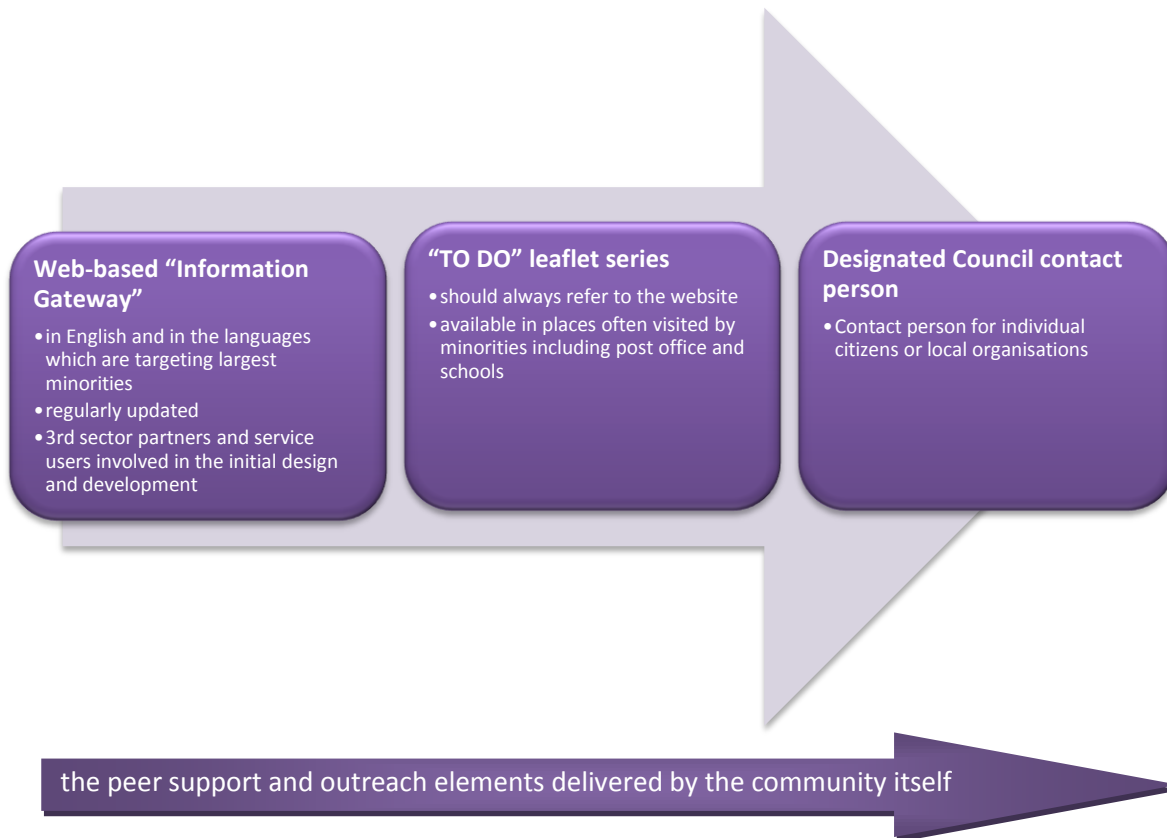 Web-based “Information
Gateway”
•in English and in the languages
which are targeting largest
minorities
•regularly updated
•3rd sector partners and service
users involved in the initial design
and development
“TO DO” leaflet series
•should always refer to the website
•available in places often visited by
minorities including post office and
schools
Designated Council contact
person
•Contact person for individual
citizens or local organisations
the peer support and outreach elements delivered by the community itself